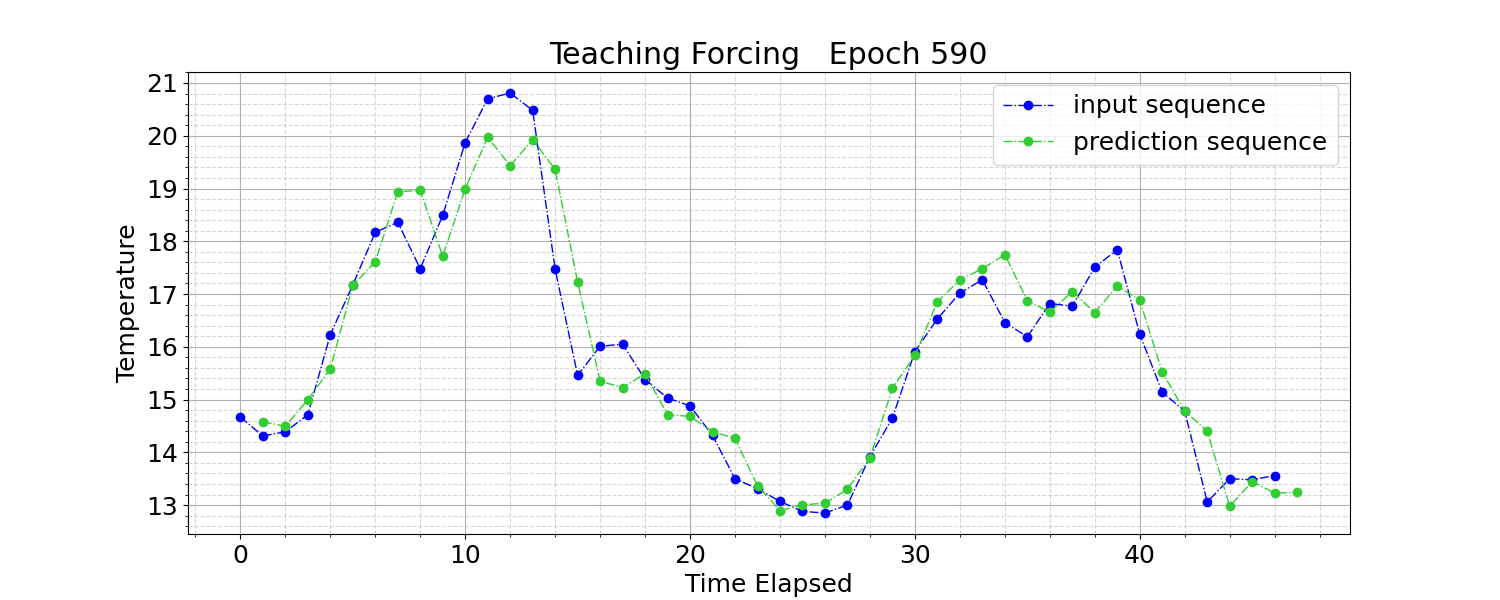 Teaching Forcing   Epoch 590
21
20
19
18
17
16
15
14
13
Temperature
0 10 20 30 40
Time Elapsed
input sequence
prediction sequence